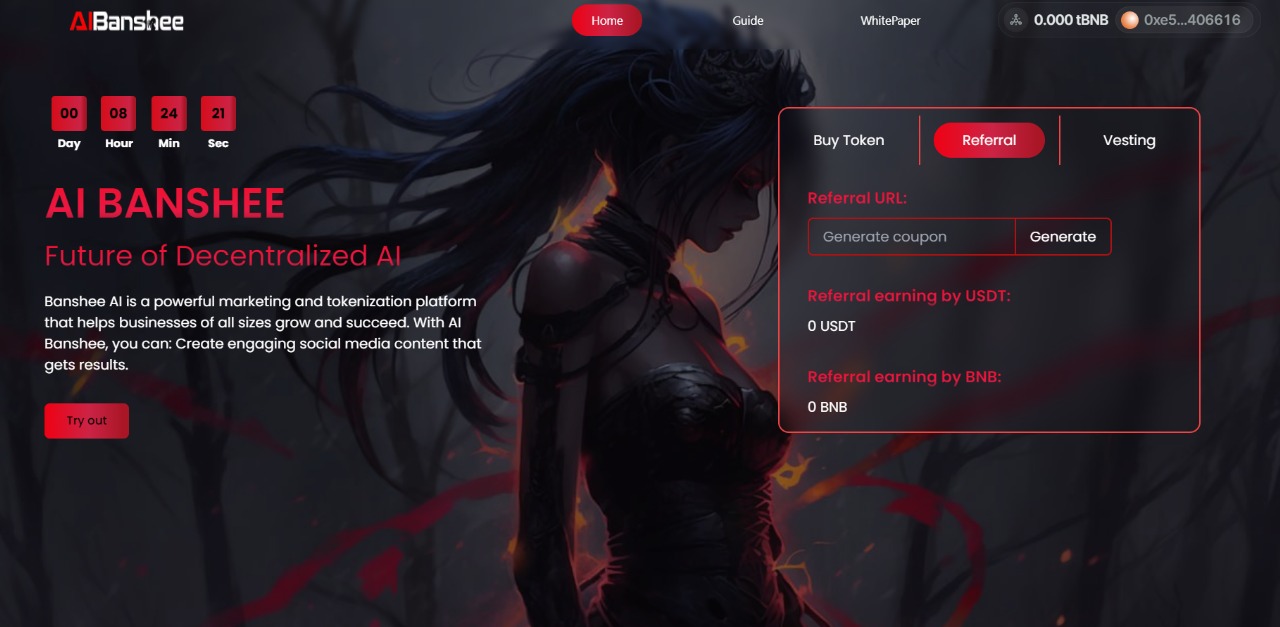 AIBanshee
Home
Guide
WhitePaper
0.000 tBNB
0xe5...406616
00 08 24 21
Day Hour Min Sec
AI BANSHEE
Future of Decentralized AI
Banshee AI is a powerful marketing and tokenization platform
that helps businesses of all sizes grow and succeed. With AI
Banshee, you can: Create engaging social media content that
gets results.
Try out
Buy Token
Referral
Vesting
Referral URL:
Generate coupon
Generate
Referral earning by USDT:
0 USDT
Referral earning by BNB:
0 BNB